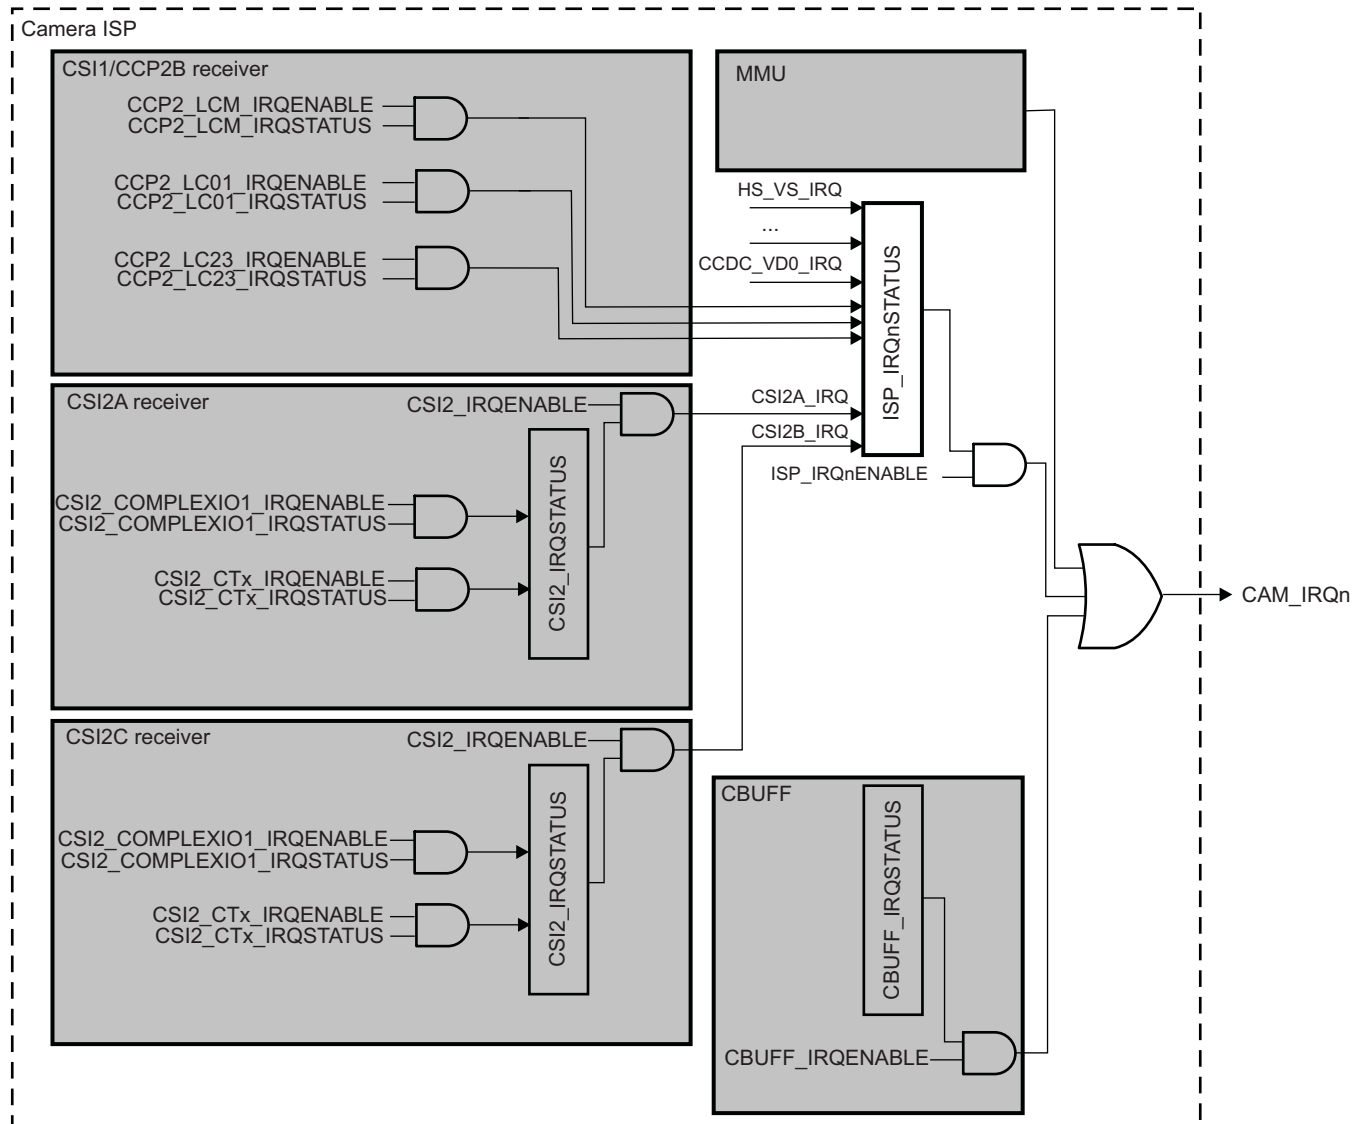 Camera ISP
CSI1/CCP2B receiver
CCP2_LCM_IRQENABLE
CCP2_LCM_IRQSTATUS
CCP2_LC01_IRQENABLE
CCP2_LC01_IRQSTATUS
CCP2_LC23_IRQENABLE
CCP2_LC23_IRQSTATUS
MMU
HS_VS_IRQ
...
CCDC_VD0_IRQ
CSI2A_IRQ
CSI2B_IRQ
ISP_IRQnSTATUS
ISP_IRQnENABLE
CSI2A receiver
CSI2_IRQENABLE
CSI2_COMPLEXIO1_IRQENABLE
CSI2_COMPLEXIO1_IRQSTATUS
CSI2_CTx_IRQENABLE
CSI2_CTx_IRQSTATUS
CSI2_IRQSTATUS
CAM_IRQn
CSI2C receiver
CSI2_IRQENABLE
CSI2_COMPLEXIO1_IRQENABLE
CSI2_COMPLEXIO1_IRQSTATUS
CSI2_CTx_IRQENABLE
CSI2_CTx_IRQSTATUS
CSI2_IRQSTATUS
CBUFF
CBUFF_IRQSTATUS
CBUFF_IRQENABLE